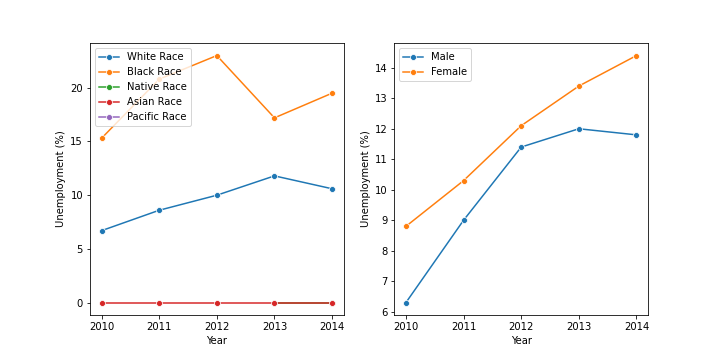 White Race
Black Race
Native Race
Asian Race
Pacific Race
Unemployment (%)
20
15
10
5
0
2010 2011 2012 2013 2014
Year
Male
Female
Unemployment (%)
14
13
12
11
10
9
8
7
6
2010 2011 2012 2013 2014
Year